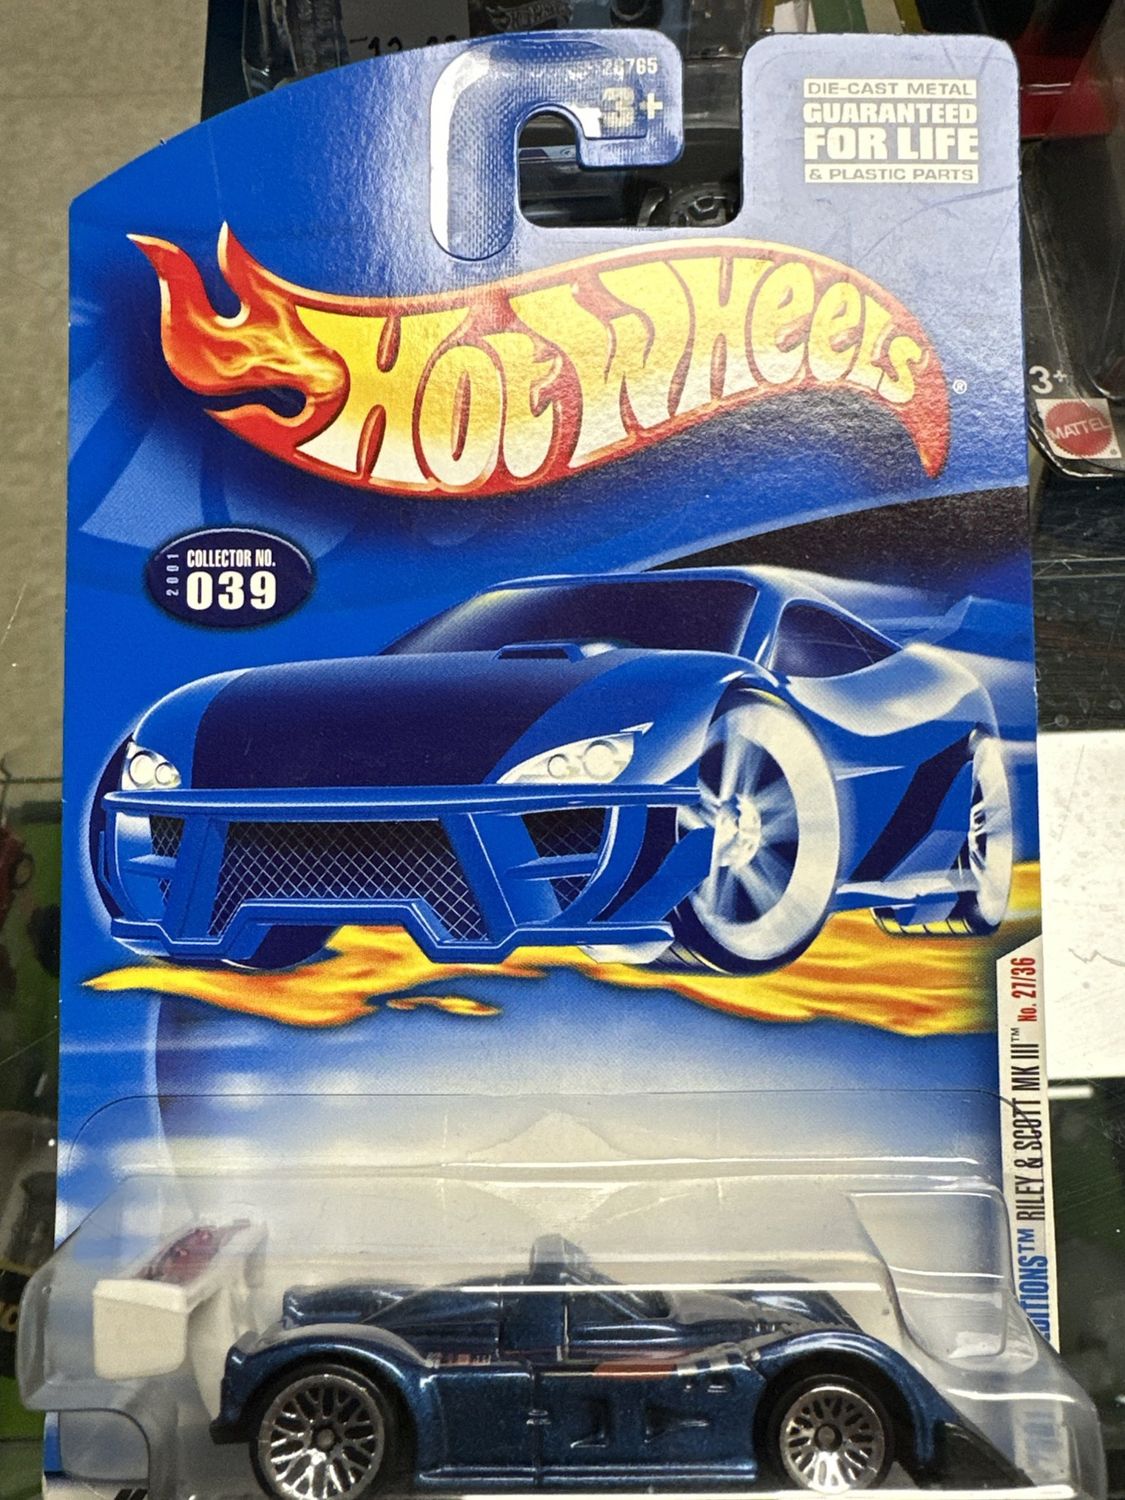 28765
3+
DIE-CAST METAL
GUARANTEED
FOR LIFE
& PLASTIC PARTS
HOT WHEELS®
3+
MATTEL
2001
COLLECTOR NO.
039
RILEY & SCOTT MK III™ No. 27/36